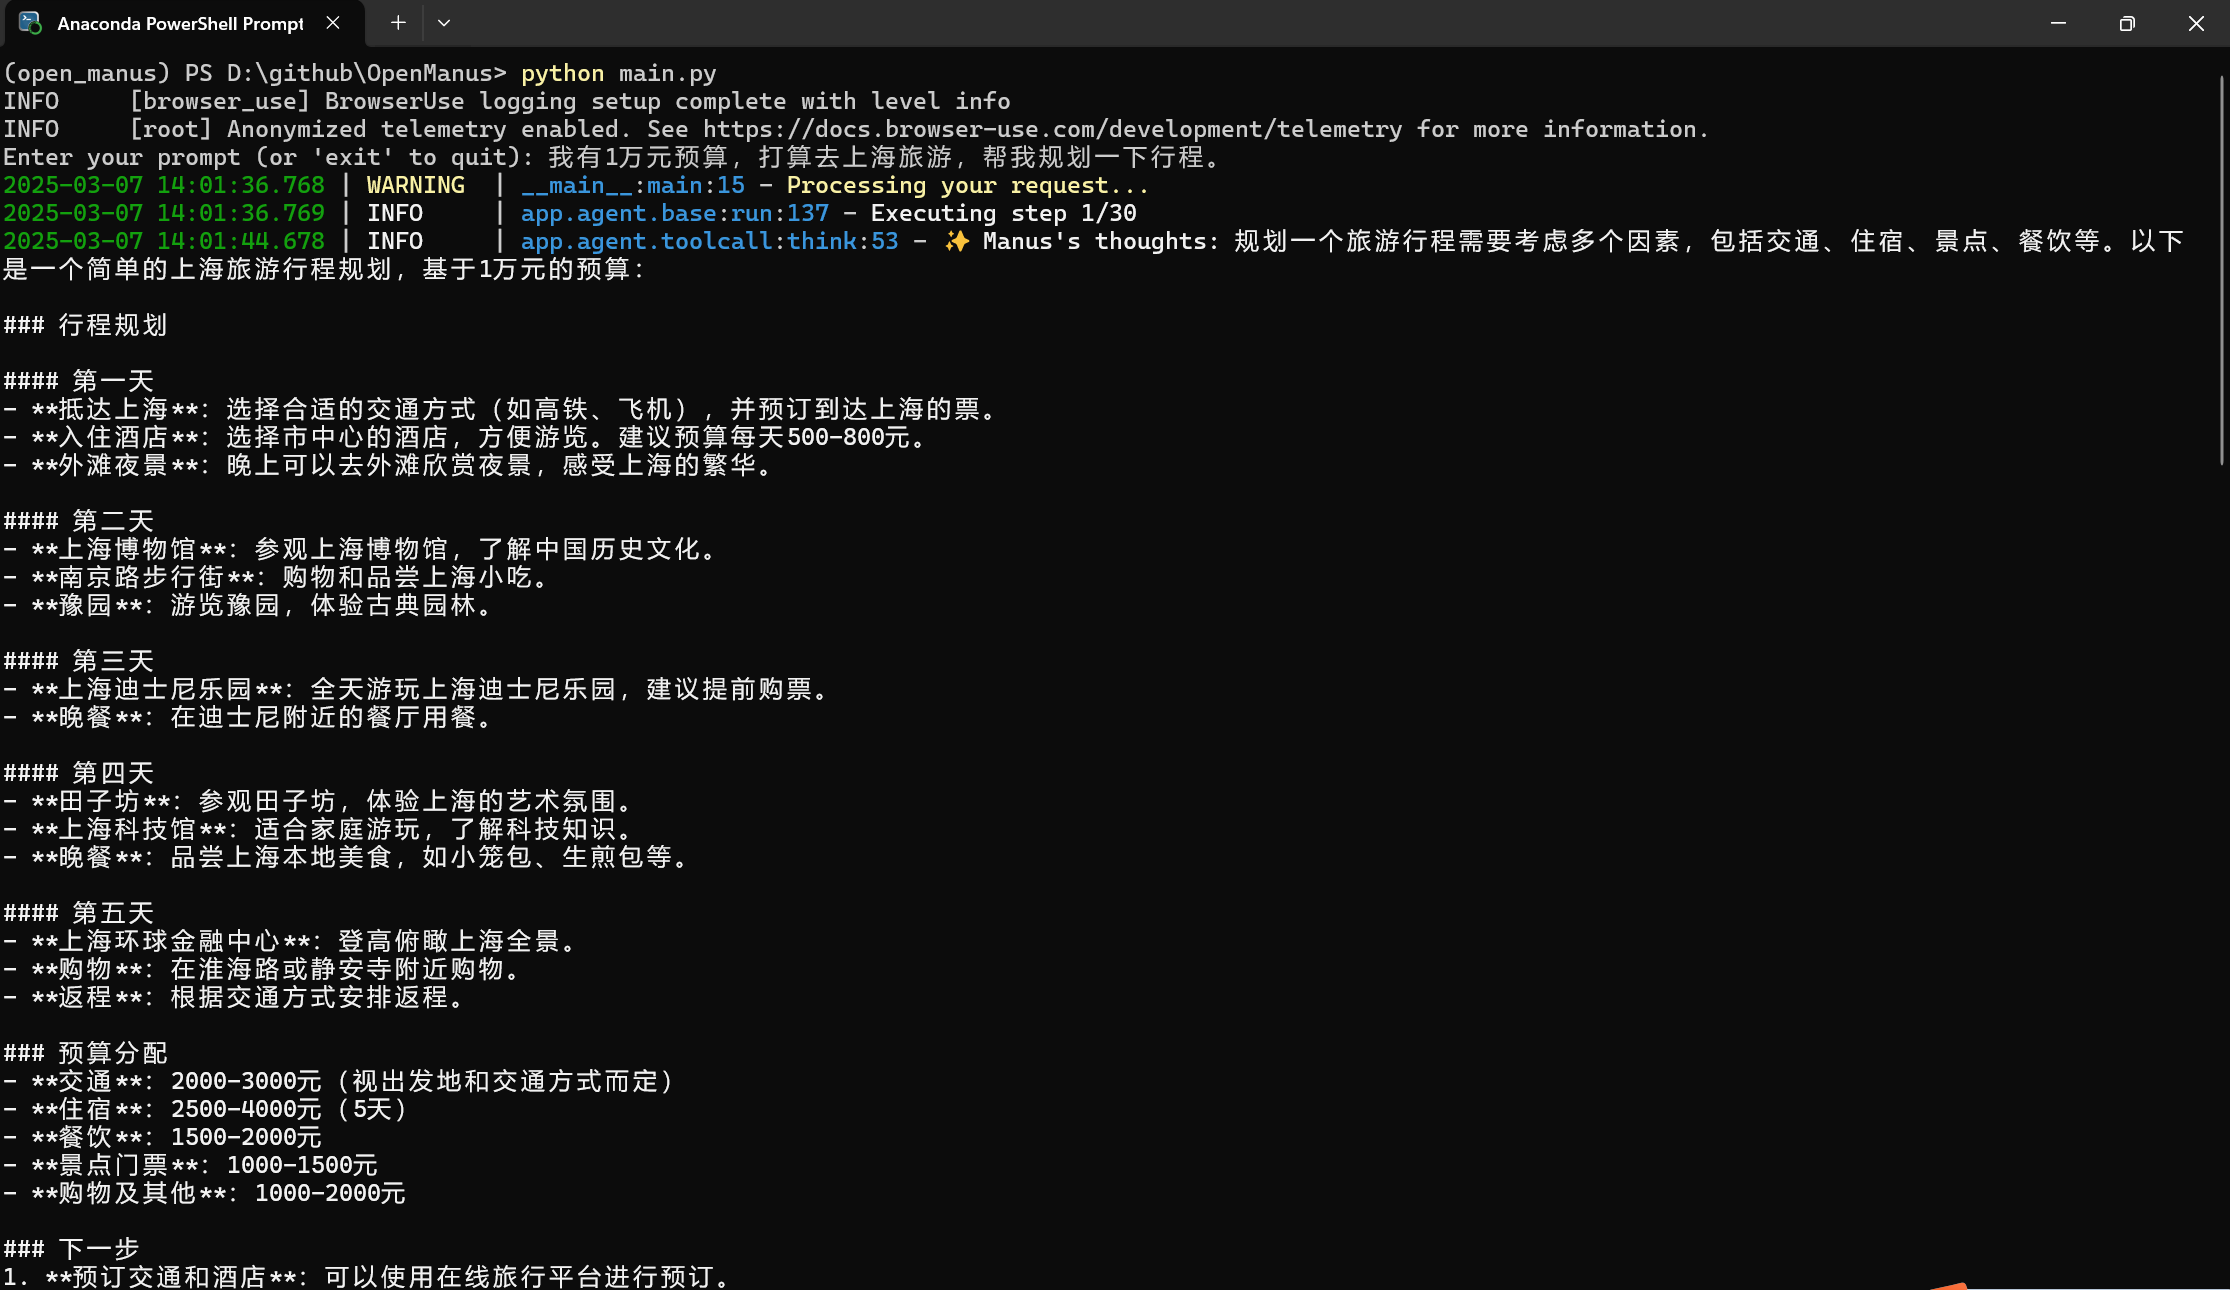 Anaconda PowerShell Prompt
(open_manus) PS D:\github\OpenManus> python main.py
INFO     [browser_use] BrowserUse logging setup complete with level info
INFO     [root] Anonymized telemetry enabled. See https://docs.browser-use.com/development/telemetry for more information.
Enter your prompt (or 'exit' to quit): 我有1万元预算，打算去上海旅游，帮我规划一下行程。
2025-03-07 14:01:36.768 | WARNING  | __main__:main:15 - Processing your request...
2025-03-07 14:01:36.769 | INFO     | app.agent.base:run:137 - Executing step 1/30
2025-03-07 14:01:44.678 | INFO     | app.agent.toolcall:think:53 - ✨ Manus's thoughts: 规划一个旅游行程需要考虑多个因素，包括交通、住宿、景点、餐饮等。以下
是一个简单的上海旅游行程规划，基于1万元的预算：
### 行程规划
#### 第一天
- **抵达上海**：选择合适的交通方式（如高铁、飞机），并预订到达上海的票。
- **入住酒店**：选择市中心的酒店，方便游览。建议预算每天500-800元。
- **外滩夜景**：晚上可以去外滩欣赏夜景，感受上海的繁华。
#### 第二天
- **上海博物馆**：参观上海博物馆，了解中国历史文化。
- **南京路步行街**：购物和品尝上海小吃。
- **豫园**：游览豫园，体验古典园林。
#### 第三天
- **上海迪士尼乐园**：全天游玩上海迪士尼乐园，建议提前购票。
- **晚餐**：在迪士尼附近的餐厅用餐。
#### 第四天
- **田子坊**：参观田子坊，体验上海的艺术氛围。
- **上海科技馆**：适合家庭游玩，了解科技知识。
- **晚餐**：品尝上海本地美食，如小笼包、生煎包等。
#### 第五天
- **上海环球金融中心**：登高俯瞰上海全景。
- **购物**：在淮海路或静安寺附近购物。
- **返程**：根据交通方式安排返程。
### 预算分配
- **交通**：2000-3000元（视出发地和交通方式而定）
- **住宿**：2500-4000元（5天）
- **餐饮**：1500-2000元
- **景点门票**：1000-1500元
- **购物及其他**：1000-2000元
### 下一步
1. **预订交通和酒店**：可以使用在线旅行平台进行预订。